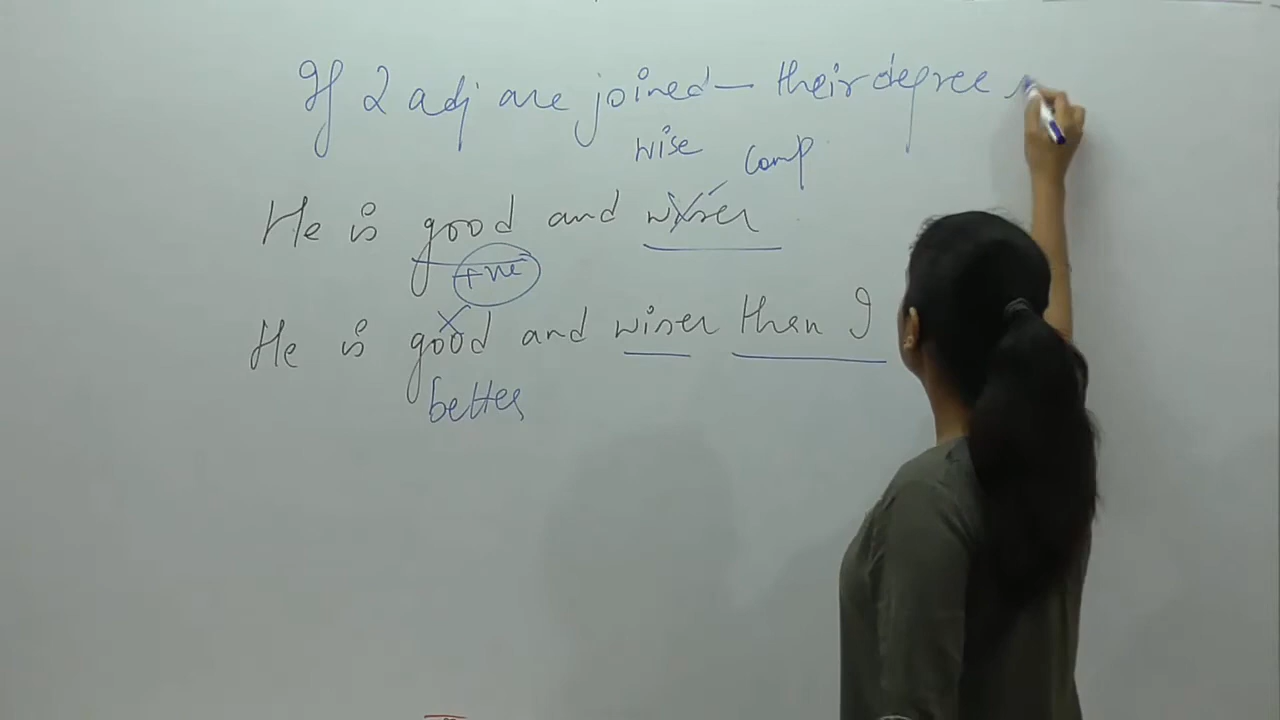 If 2 adj are joined — their degree
wise comp
He is good and wiser
+ve
He is good and wiser than I
better